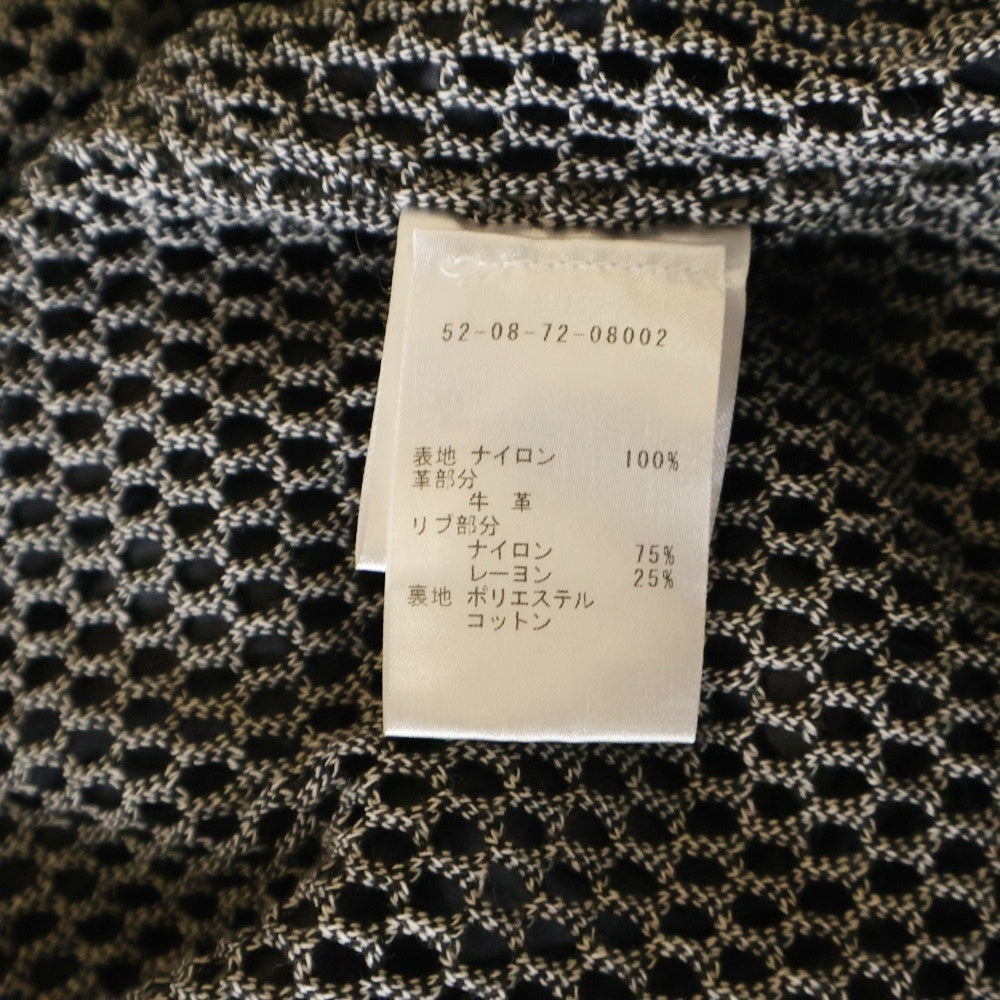 52-08-72-08002
表地 ナイロン 100%
革部分
牛 革
リブ部分
ナイロン 75%
レーヨン 25%
裏地 ポリエステル
コットン